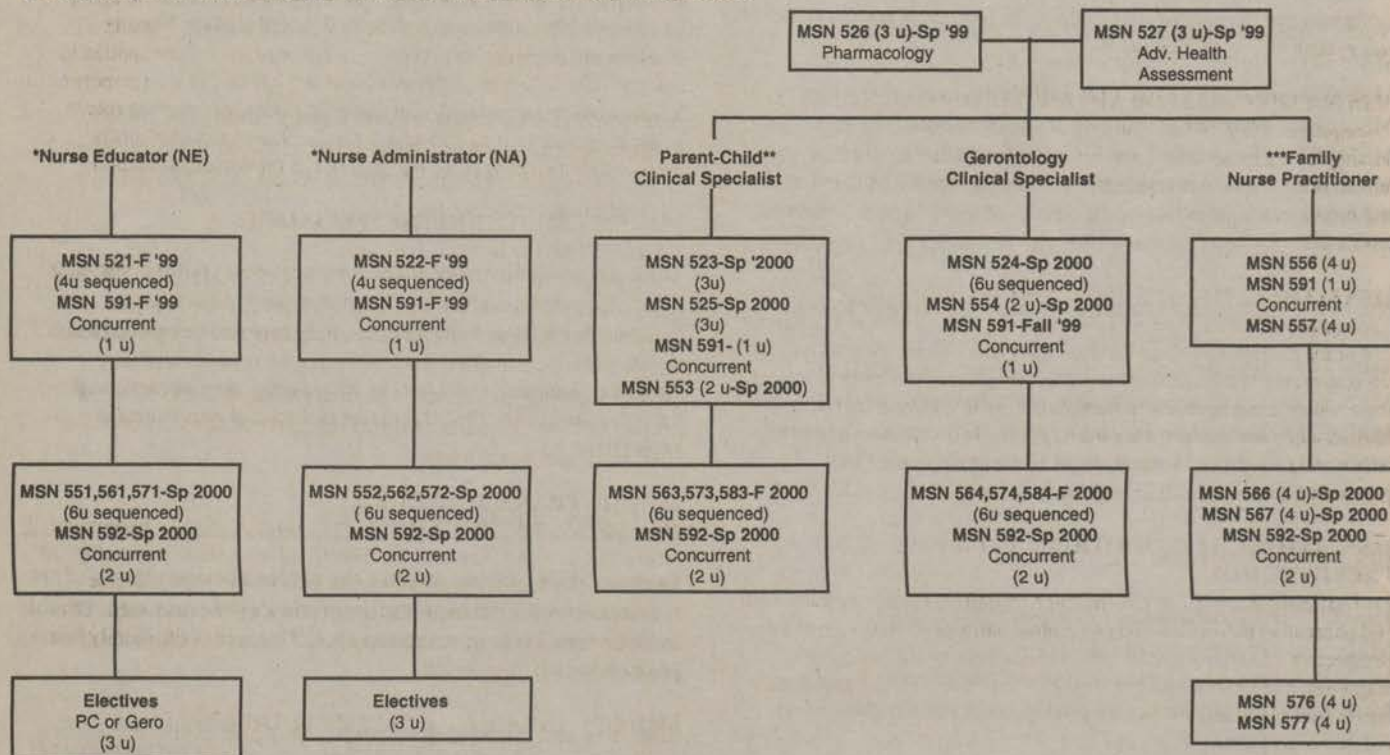 MSN 526 (3 u)-Sp '99
Pharmacology
MSN 527 (3 u)-Sp '99
Adv. Health
Assessment
*Nurse Educator (NE)
*Nurse Administrator (NA)
Parent-Child**
Clinical Specialist
Gerontology
Clinical Specialist
***Family
Nurse Practitioner
MSN 521-F '99
(4u sequenced)
MSN 591-F '99
Concurrent
(1 u)
MSN 522-F '99
(4u sequenced)
MSN 591-F '99
Concurrent
(1 u)
MSN 523-Sp '2000
(3u)
MSN 525-Sp 2000
(3u)
MSN 591- (1 u)
Concurrent
MSN 553 (2 u-Sp 2000)
MSN 524-Sp 2000
(6u sequenced)
MSN 554 (2 u)-Sp 2000
MSN 591-Fall '99
Concurrent
(1 u)
MSN 556 (4 u)
MSN 591 (1 u)
Concurrent
MSN 557 (4 u)
MSN 551,561,571-Sp 2000
(6u sequenced)
MSN 592-Sp 2000
Concurrent
(2 u)
MSN 552,562,572-Sp 2000
( 6u sequenced)
MSN 592-Sp 2000
Concurrent
(2 u)
MSN 563,573,583-F 2000
(6u sequenced)
MSN 592-Sp 2000
Concurrent
(2 u)
MSN 564,574,584-F 2000
(6u sequenced)
MSN 592-Sp 2000
Concurrent
(2 u)
MSN 566 (4 u)-Sp 2000
MSN 567 (4 u)-Sp 2000
MSN 592-Sp 2000
Concurrent
(2 u)
Electives
PC or Gero
(3 u)
Electives
(3 u)
MSN 576 (4 u)
MSN 577 (4 u)